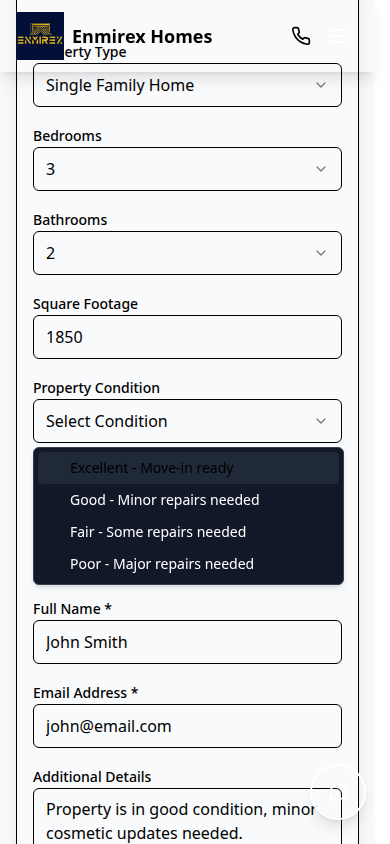 ENMIREX
Enmirex Homes
erty Type
Single Family Home
Bedrooms
3
Bathrooms
2
Square Footage
1850
Property Condition
Select Condition
Excellent - Move-in ready
Good - Minor repairs needed
Fair - Some repairs needed
Poor - Major repairs needed
Full Name *
John Smith
Email Address *
john@email.com
Additional Details
Property is in good condition, minor
cosmetic updates needed.